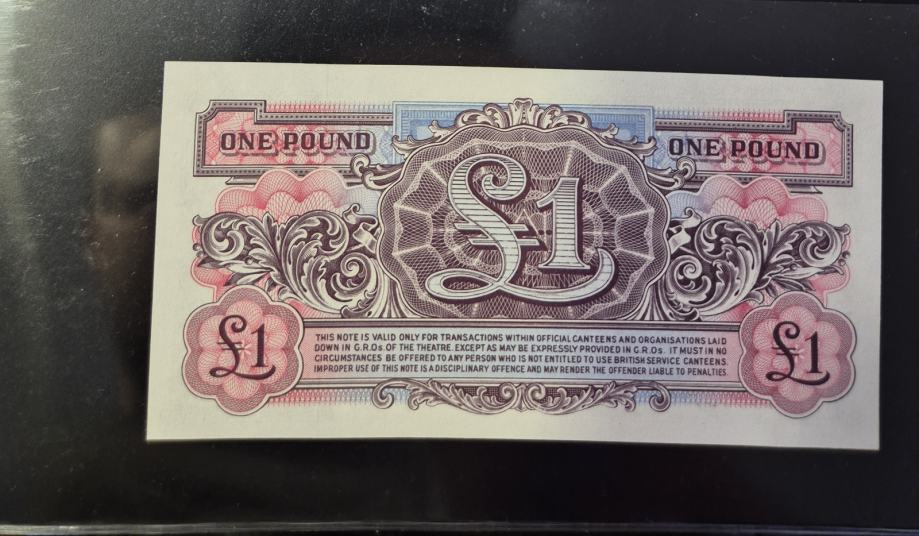 ONE POUND
£1
ONE POUND
£1
THIS NOTE IS VALID ONLY FOR TRANSACTIONS WITHIN OFFICIAL CANTEENS AND ORGANISATIONS LAID
DOWN IN G.R.Os. OF THE THEATRE. EXCEPT AS MAY BE EXPRESSLY PROVIDED IN G.R.Os. IT MUST IN NO
CIRCUMSTANCES BE OFFERED TO ANY PERSON WHO IS NOT ENTITLED TO USE BRITISH SERVICE CANTEENS.
IMPROPER USE OF THIS NOTE IS A DISCIPLINARY OFFENCE AND MAY RENDER THE OFFENDER LIABLE TO PENALTIES.
£1